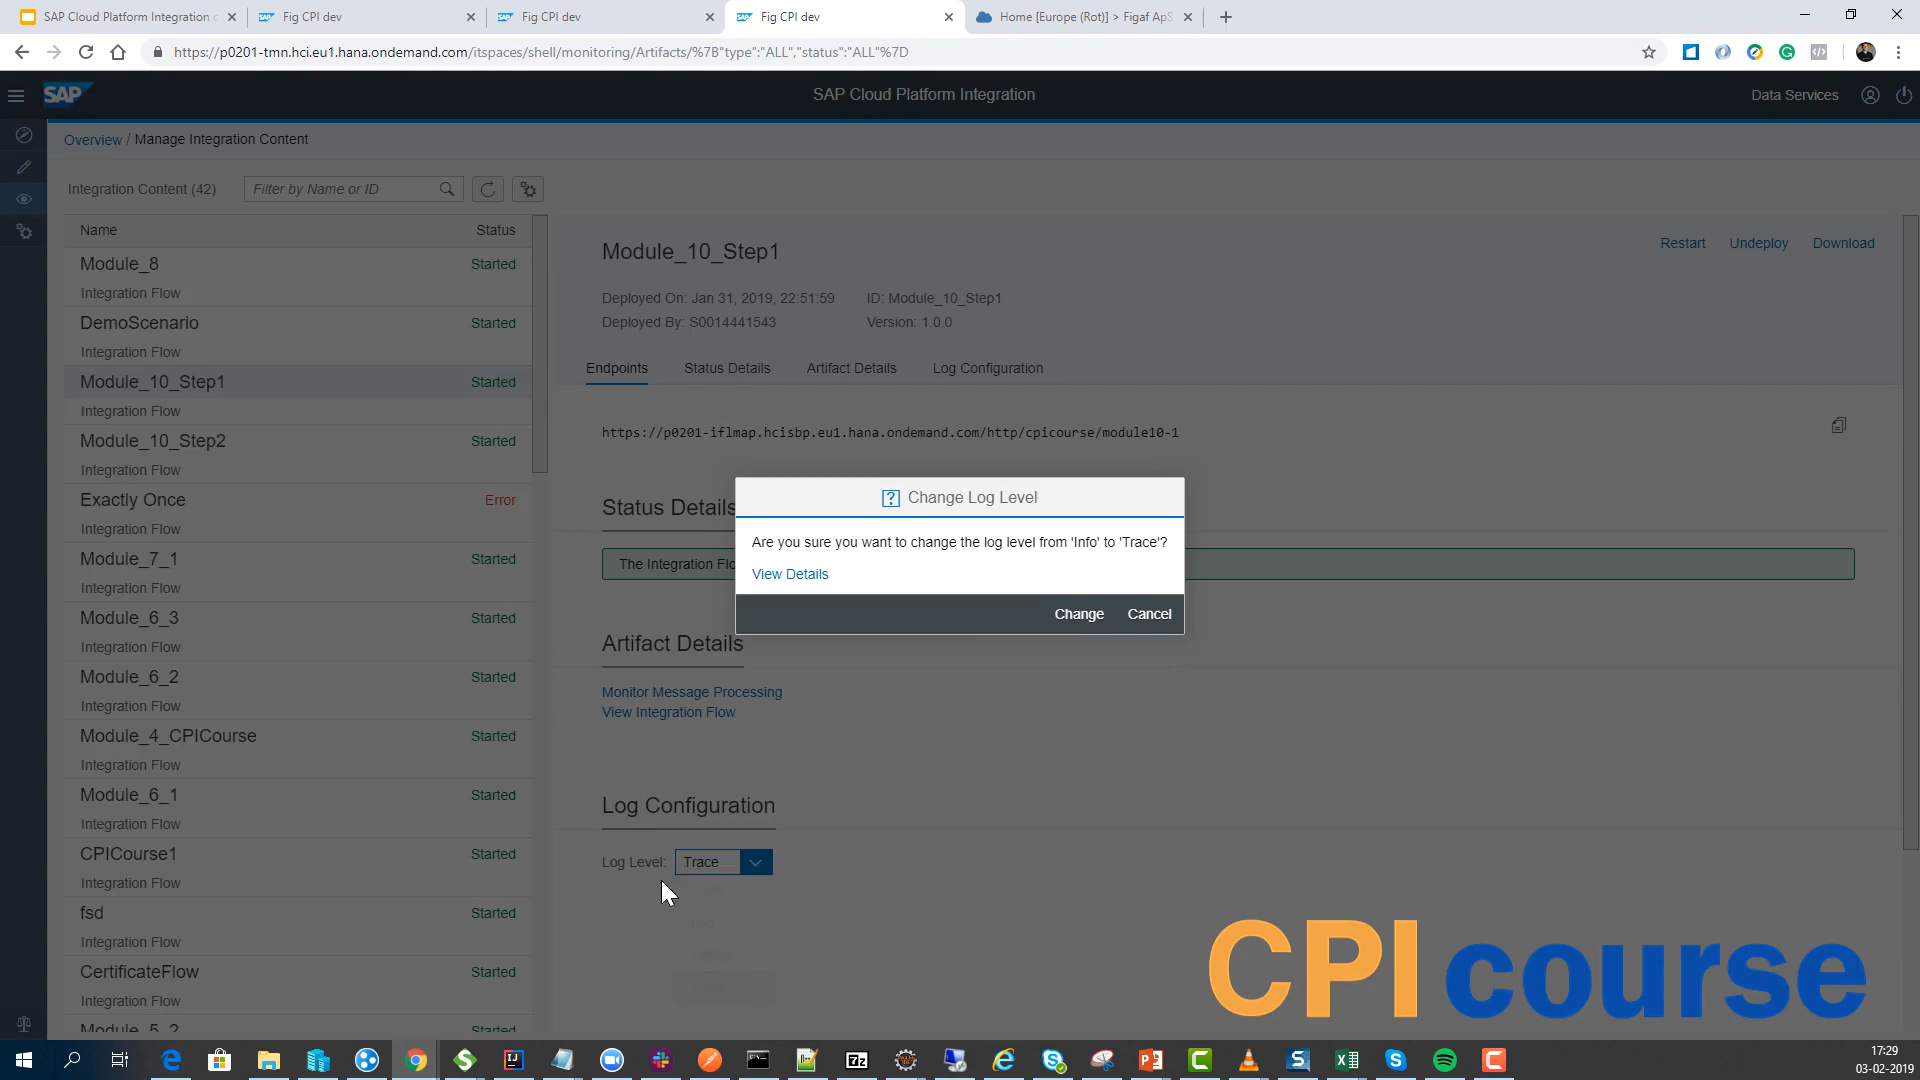 SAP Cloud Platform Integration c
Fig CPI dev
Fig CPI dev
Fig CPI dev
Home [Europe (Rot)] > Figaf ApS
https://p0201-tmn.hci.eu1.hana.ondemand.com/itspaces/shell/monitoring/Artifacts/%7B"type":"ALL","status":"ALL"%7D
SAP
SAP Cloud Platform Integration
Data Services
Overview / Manage Integration Content
Integration Content (42)
Filter by Name or ID
Name
Status
Module_8
Started
Integration Flow
DemoScenario
Started
Integration Flow
Module_10_Step1
Started
Integration Flow
Module_10_Step2
Started
Integration Flow
Exactly Once
Error
Integration Flow
Module_7_1
Started
Integration Flow
Module_6_3
Started
Integration Flow
Module_6_2
Started
Integration Flow
Module_4_CPICourse
Started
Integration Flow
Module_6_1
Started
Integration Flow
CPICourse1
Started
Integration Flow
fsd
Started
Integration Flow
CertificateFlow
Started
Integration Flow
Module_5_2
Started
Module_10_Step1
Restart
Undeploy
Download
Deployed On: Jan 31, 2019, 22:51:59
ID: Module_10_Step1
Deployed By: S0014441543
Version: 1.0.0
Endpoints
Status Details
Artifact Details
Log Configuration
https://p0201-iflmap.hcisbp.eu1.hana.ondemand.com/http/cpicourse/module10-1
Status Details
The Integration Flo
Change Log Level
Are you sure you want to change the log level from 'Info' to 'Trace'?
View Details
Change
Cancel
Artifact Details
Monitor Message Processing
View Integration Flow
Log Configuration
Log Level:
Trace
CPI course
17:29
03-02-2019